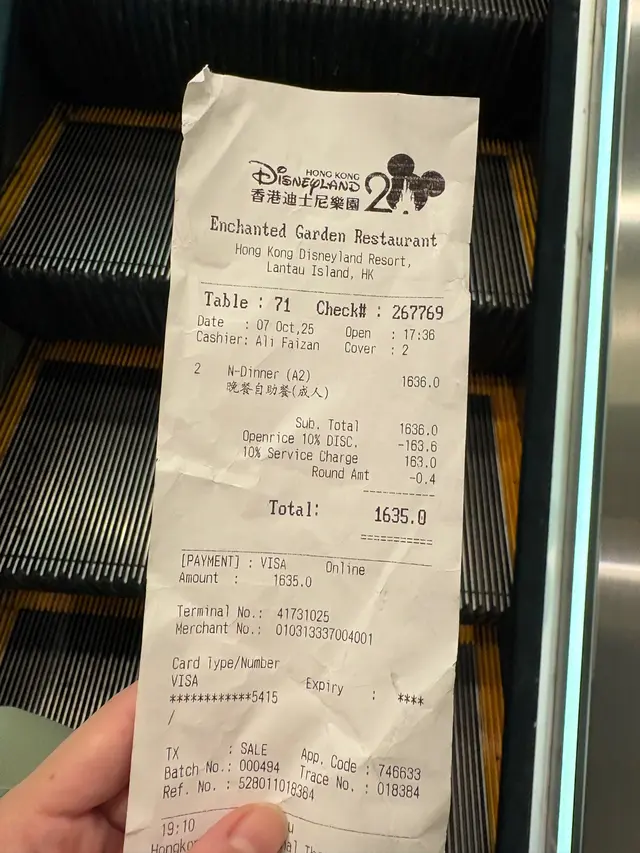 HONG KONG
DISNEYLAND
香港迪士尼樂園
20
Enchanted Garden Restaurant
Hong Kong Disneyland Resort,
Lantau Island, HK
Table : 71 Check# : 267769
Date : 07 Oct,25 Open : 17:36
Cashier: Ali Faizan Cover : 2
2 N-Dinner (A2) 1636.0
晚餐自助餐(成人)
Sub. Total 1636.0
Openrice 10% DISC. -163.6
10% Service Charge 163.0
Round Amt -0.4
Total: 1635.0
[PAYMENT] : VISA Online
Amount : 1635.0
Terminal No.: 41731025
Merchant No.: 010313337004001
Card Type/Number
VISA Expiry : ****
************5415
/
TX : SALE App. Code : 746633
Batch No.: 000494 Trace No. : 018384
Ref. No. : 528011018384
19:10